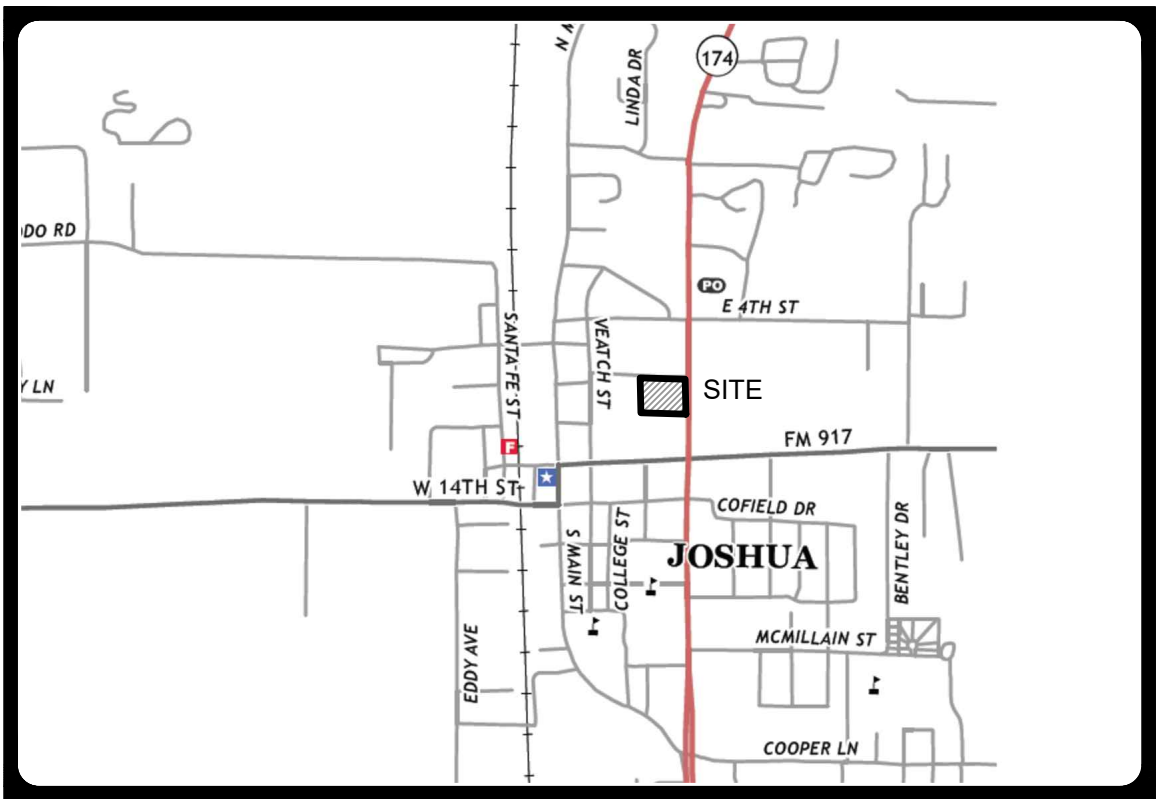 N M
LINDA DR
174
DO RD
PO
E 4TH ST
SANTA FE ST
VEATCH ST
Y LN
SITE
FM 917
F
W 14TH ST
COFIELD DR
S MAIN ST
COLLEGE ST
JOSHUA
BENTLEY DR
EDDY AVE
MCMILLAIN ST
COOPER LN